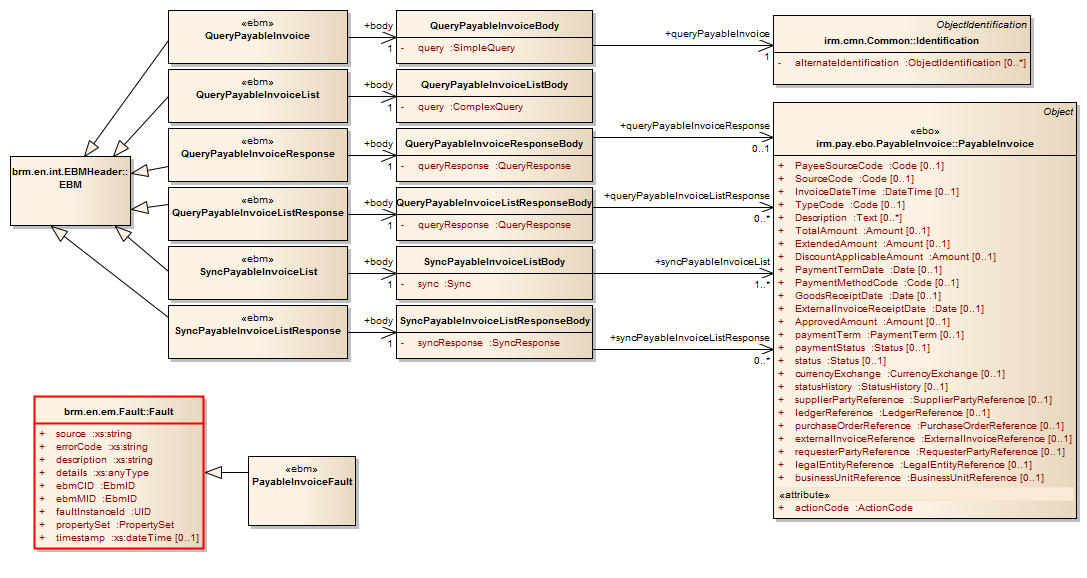 «ebm»
QueryPayableInvoice
+body
1
QueryPayableInvoiceBody
- query :SimpleQuery
+queryPayableInvoice
1
ObjectIdentification
irm.cmn.Common::Identification
- alternateIdentification :ObjectIdentification [0..*]
«ebm»
QueryPayableInvoiceList
+body
1
QueryPayableInvoiceListBody
- query :ComplexQuery
«ebm»
QueryPayableInvoiceResponse
+body
1
QueryPayableInvoiceResponseBody
- queryResponse :QueryResponse
+queryPayableInvoiceResponse
0..1
brm.en.int.EBMHeader::
EBM
«ebm»
QueryPayableInvoiceListResponse
+body
1
QueryPayableInvoiceListResponseBody
- queryResponse :QueryResponse
+queryPayableInvoiceListResponse
0..*
«ebm»
SyncPayableInvoiceList
+body
1
SyncPayableInvoiceListBody
- sync :Sync
+syncPayableInvoiceList
1..*
«ebm»
SyncPayableInvoiceListResponse
+body
1
SyncPayableInvoiceListResponseBody
- syncResponse :SyncResponse
+syncPayableInvoiceListResponse
0..*
Object
«ebo»
irm.pay.ebo.PayableInvoice::PayableInvoice
+ PayeeSourceCode :Code [0..1]
+ SourceCode :Code [0..1]
+ InvoiceDateTime :DateTime [0..1]
+ TypeCode :Code [0..1]
+ Description :Text [0..*]
+ TotalAmount :Amount [0..1]
+ ExtendedAmount :Amount [0..1]
+ DiscountApplicableAmount :Amount [0..1]
+ PaymentTermDate :Date [0..1]
+ PaymentMethodCode :Code [0..1]
+ GoodsReceiptDate :Date [0..1]
+ ExternalInvoiceReceiptDate :Date [0..1]
+ ApprovedAmount :Amount [0..1]
+ paymentTerm :PaymentTerm [0..1]
+ paymentStatus :Status [0..1]
+ status :Status [0..1]
+ currencyExchange :CurrencyExchange [0..1]
+ statusHistory :StatusHistory [0..1]
+ supplierPartyReference :SupplierPartyReference [0..1]
+ ledgerReference :LedgerReference [0..1]
+ purchaseOrderReference :PurchaseOrderReference [0..1]
+ externalInvoiceReference :ExternalInvoiceReference [0..1]
+ requesterPartyReference :RequesterPartyReference [0..1]
+ legalEntityReference :LegalEntityReference [0..1]
+ businessUnitReference :BusinessUnitReference [0..1]
«attribute»
+ actionCode :ActionCode
brm.en.em.Fault::Fault
+ source :xs:string
+ errorCode :xs:string
+ description :xs:string
+ details :xs:anyType
+ ebmCID :EbmID
+ ebmMID :EbmID
+ faultInstanceId :UID
+ propertySet :PropertySet
+ timestamp :xs:dateTime [0..1]
«ebm»
PayableInvoiceFault